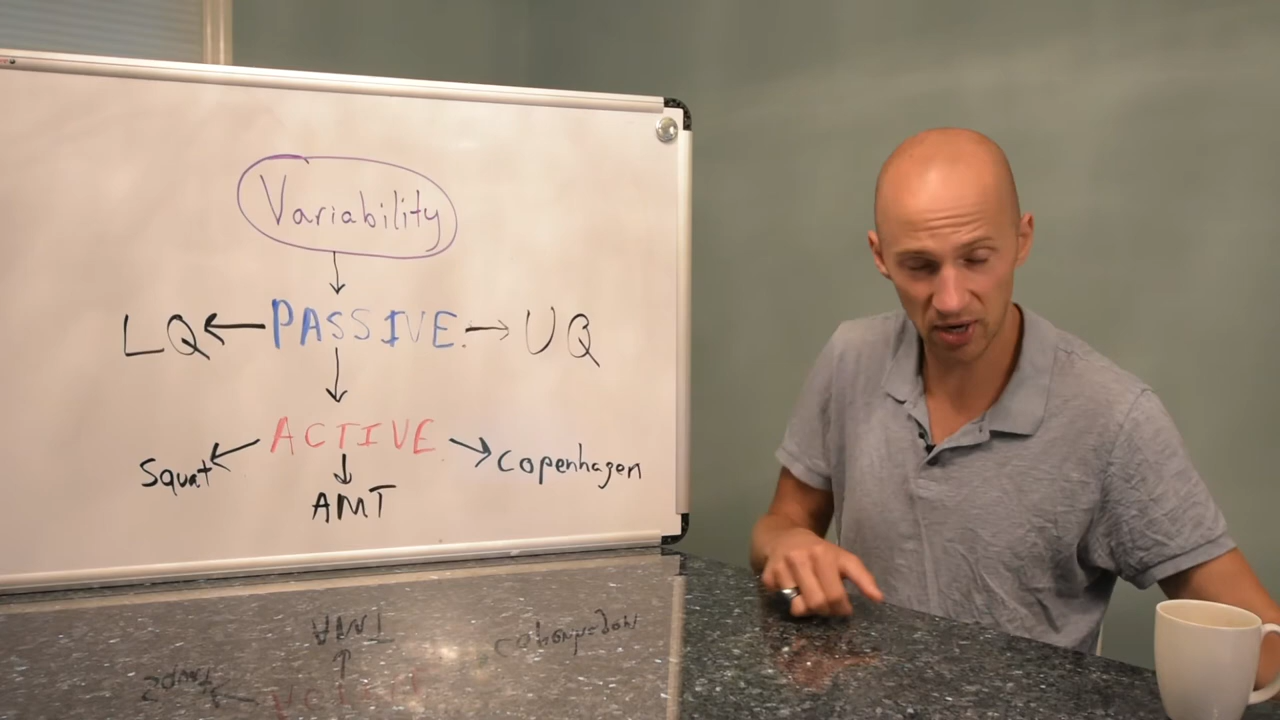 Variability
LQ PASSIVE. UQ
ACTIVE
Squat Copenhagen
AMT